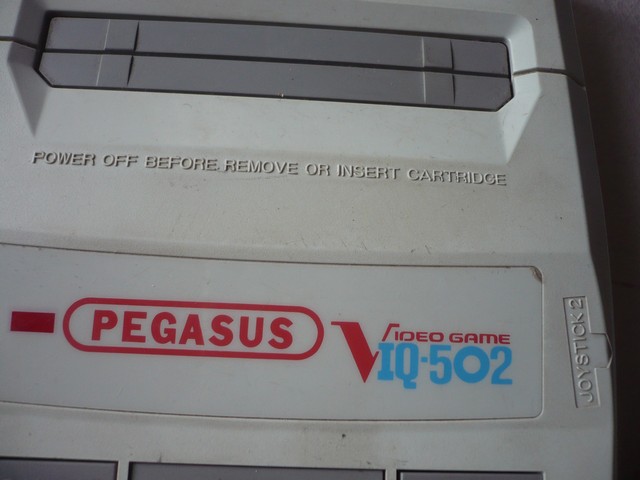 POWER OFF BEFORE REMOVE OR INSERT CARTRIDGE
PEGASUS
VIDEO GAME
IQ-502
JOYSTICK 2